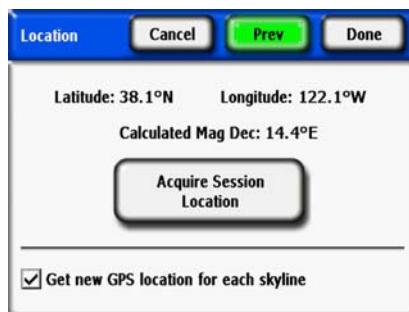 Location Cancel Prev Done
Latitude: 38.1°N Longitude: 122.1°W
Calculated Mag Dec: 14.4°E
Acquire Session
Location
Get new GPS location for each skyline